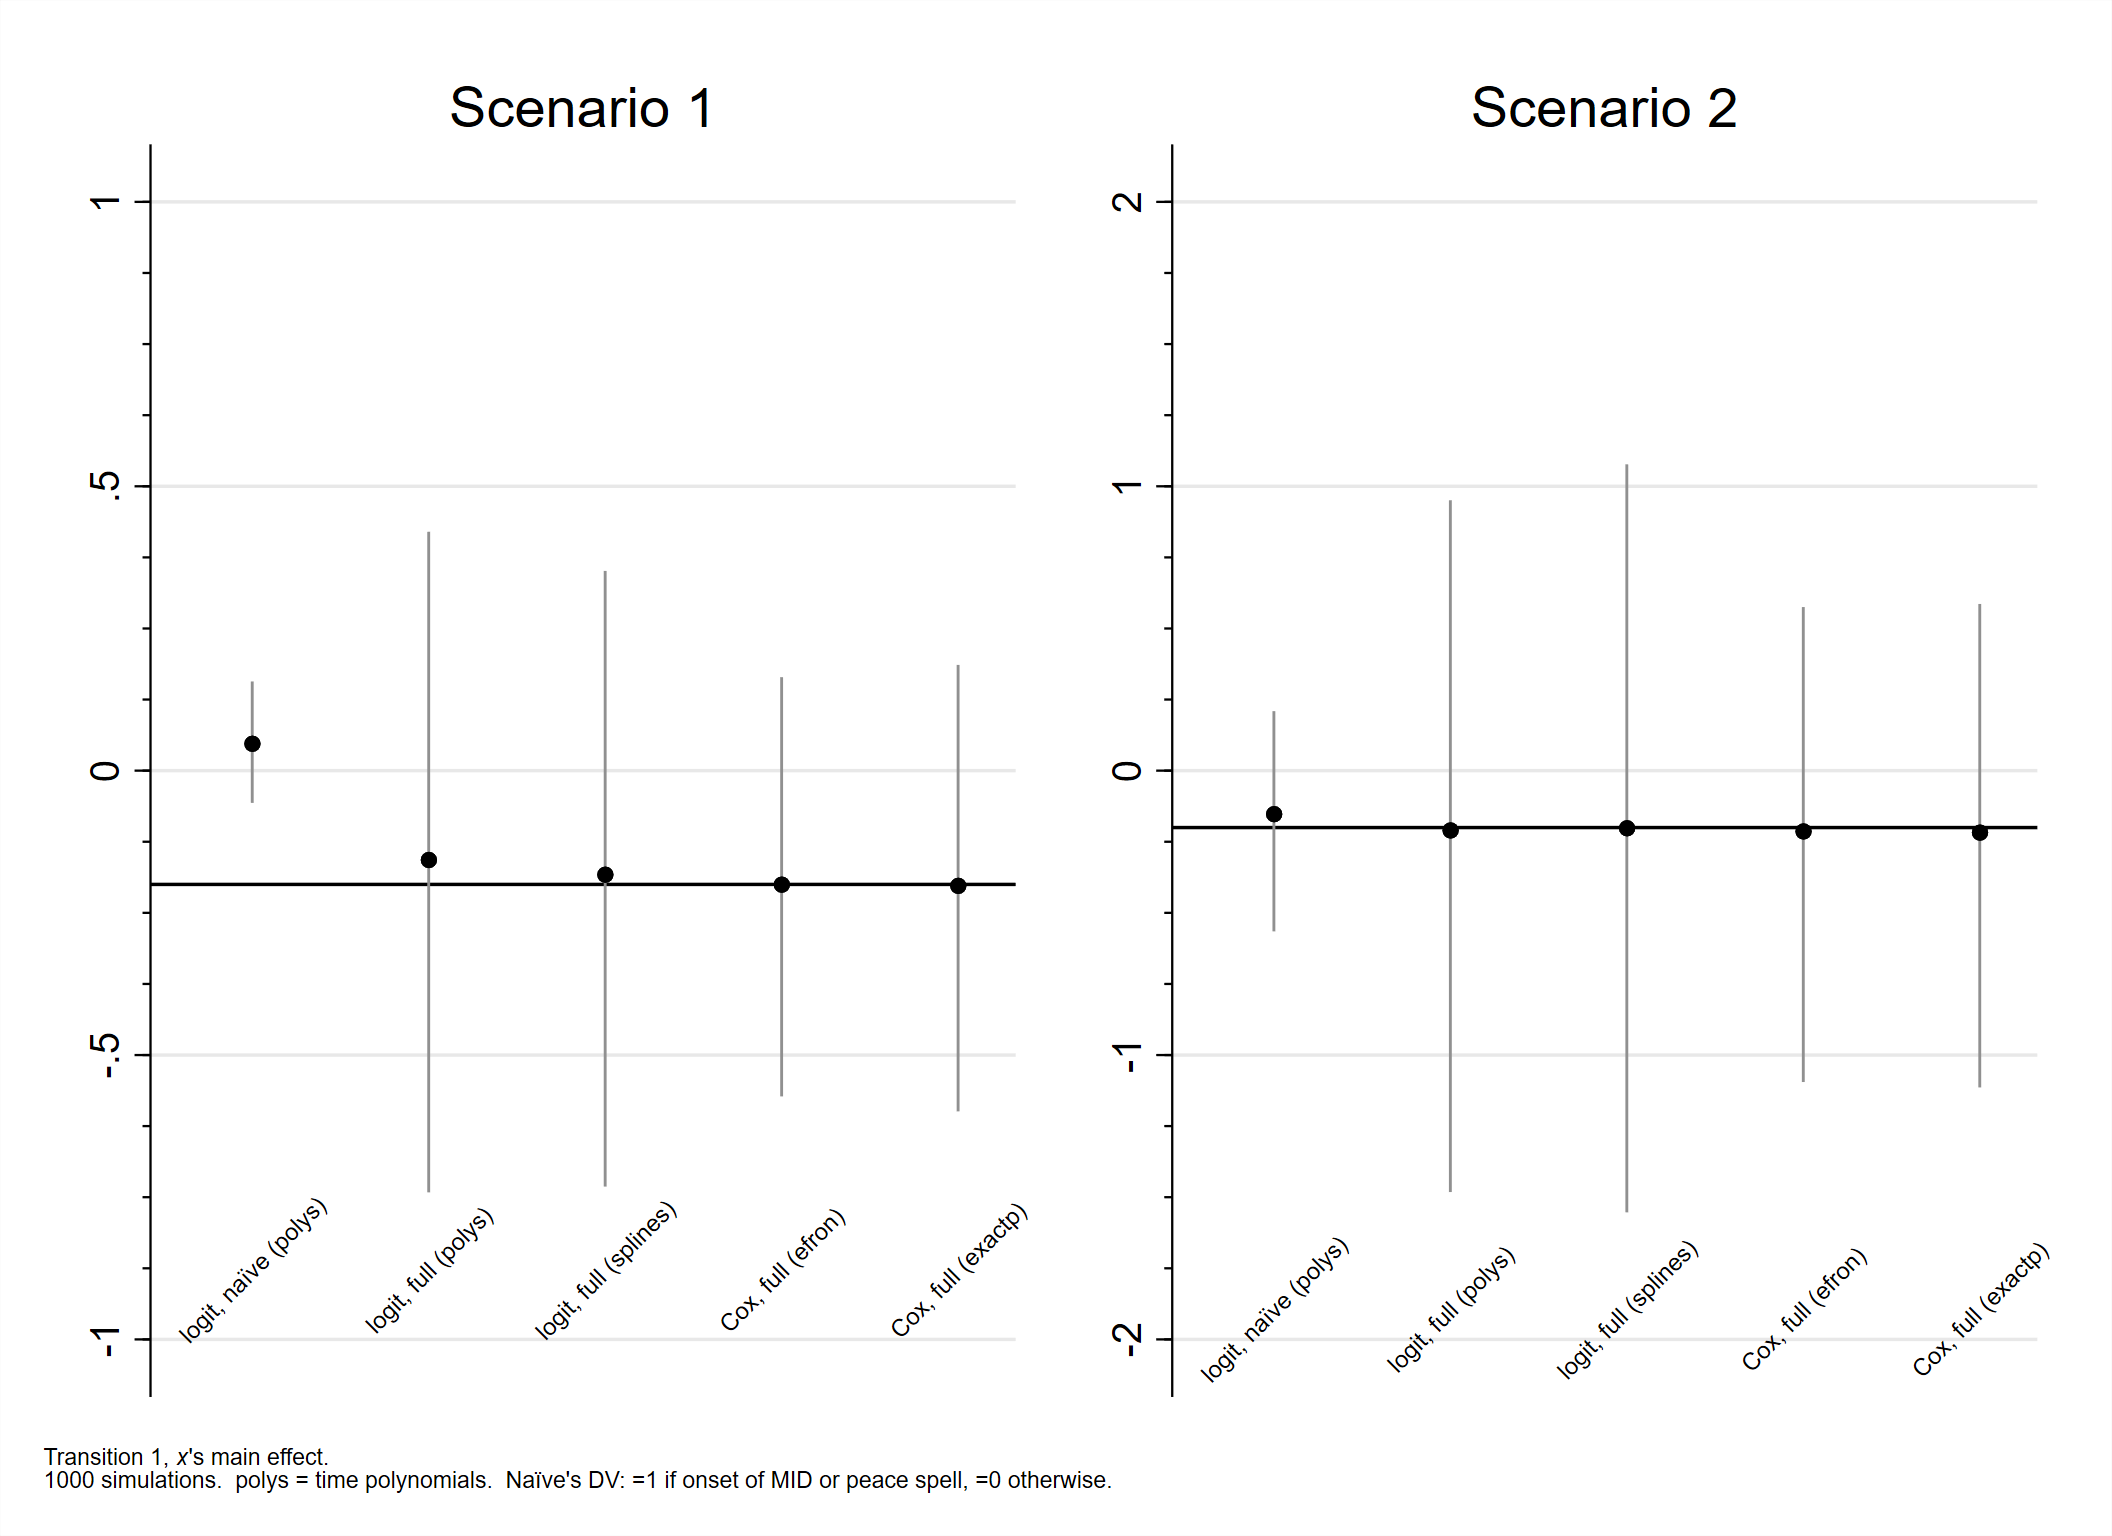 Scenario 1
1
.5
0
-.5
-1
logit, naïve (polys)
logit, full (polys)
logit, full (splines)
Cox, full (efron)
Cox, full (exactp)
Scenario 2
2
1
0
-1
-2
logit, naïve (polys)
logit, full (polys)
logit, full (splines)
Cox, full (efron)
Cox, full (exactp)
Transition 1, x's main effect.
1000 simulations.  polys = time polynomials.  Naïve's DV: =1 if onset of MID or peace spell, =0 otherwise.